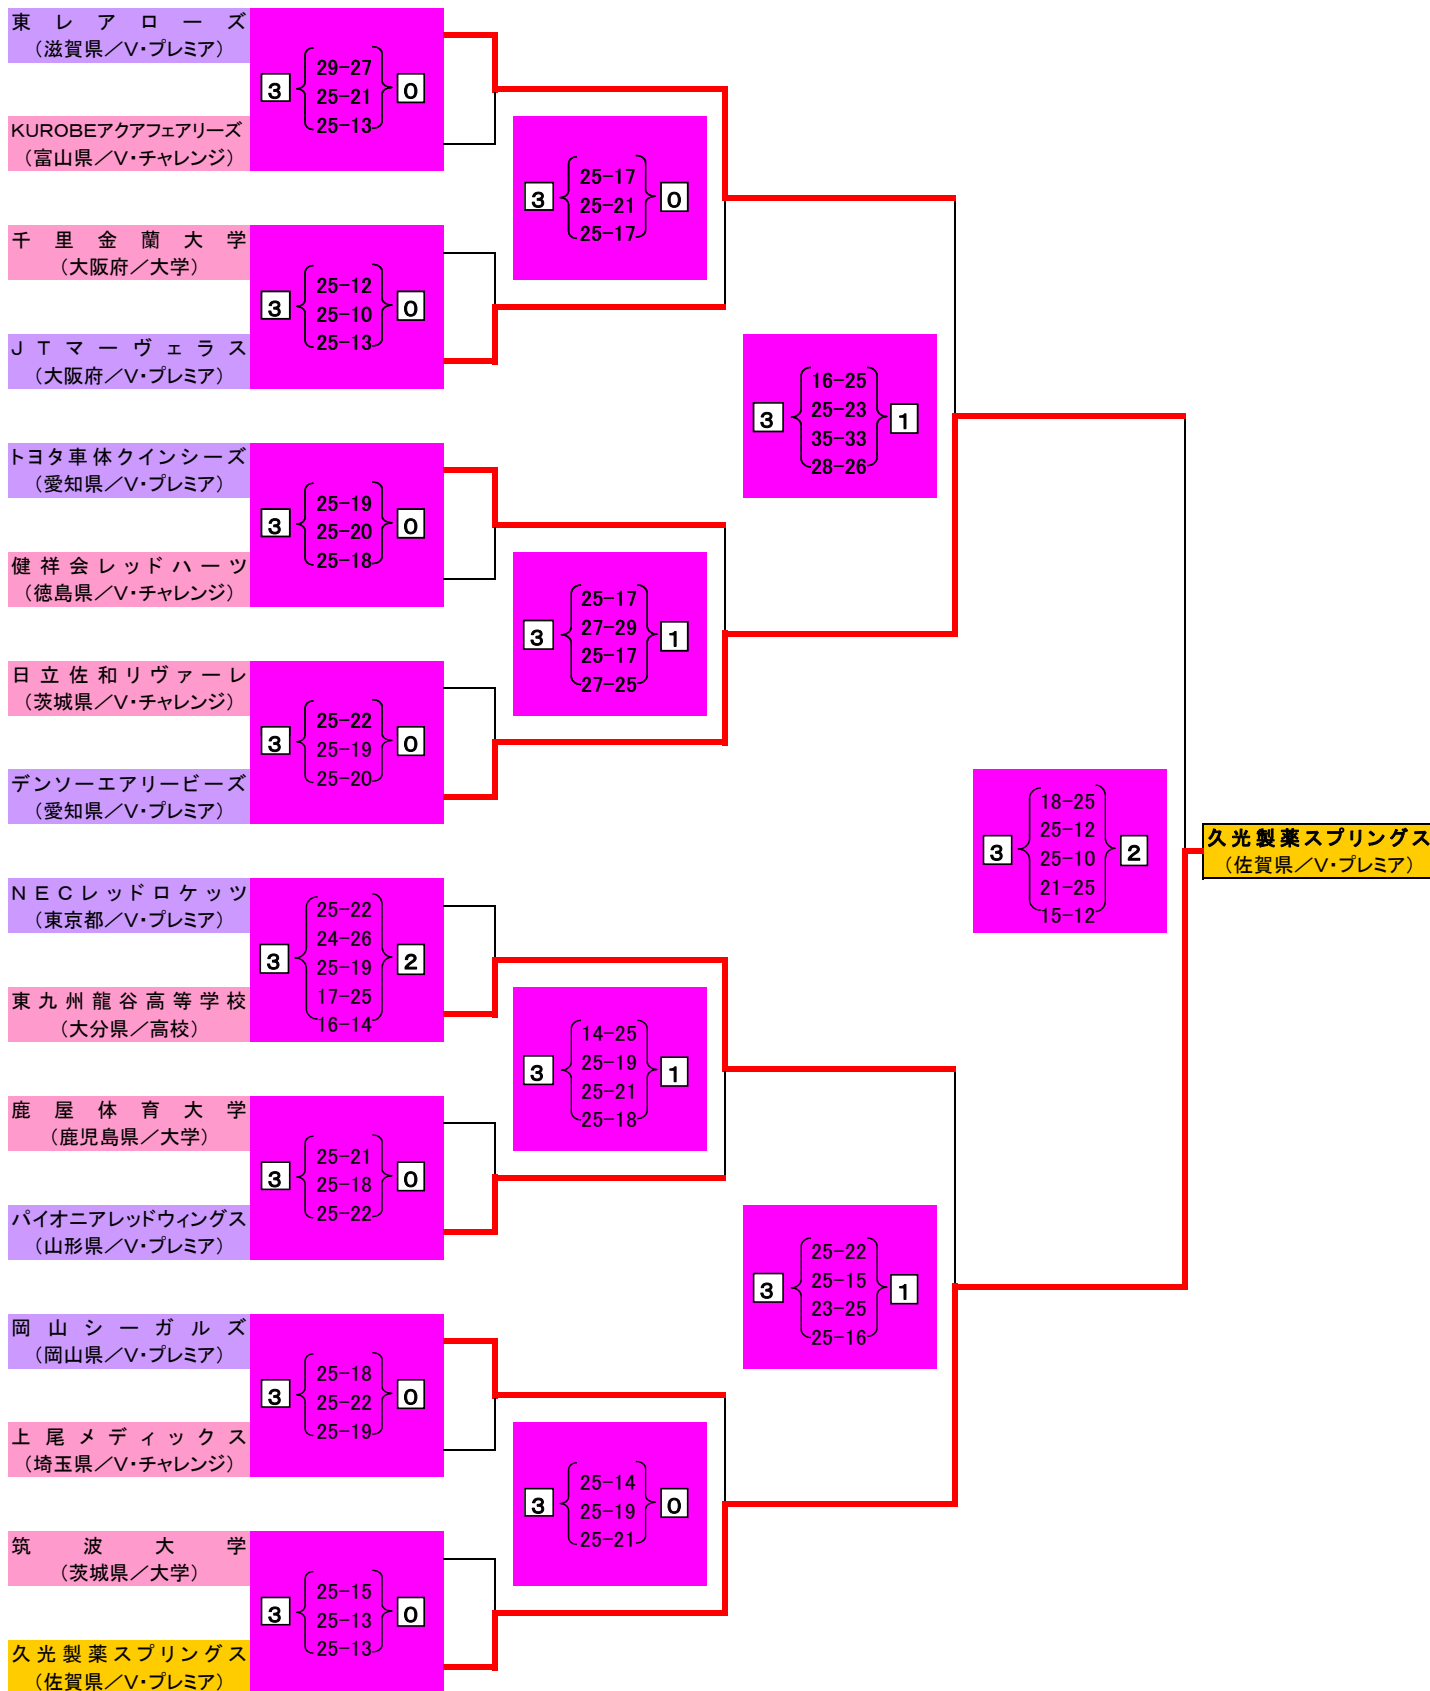 東レアローズ
（滋賀県／V・プレミア）
3 29-27 0
25-21
25-13
KUROBEアクアフェアリーズ
（富山県／V・チャレンジ）
3 25-17 0
25-21
25-17
千里金蘭大学
（大阪府／大学）
3 25-12 0
25-10
25-13
JTマーヴェラス
（大阪府／V・プレミア）
3 16-25 1
25-23
35-33
28-26
トヨタ車体クインシーズ
（愛知県／V・プレミア）
3 25-19 0
25-20
25-18
健祥会レッドハーツ
（徳島県／V・チャレンジ）
3 25-17 1
27-29
25-17
27-25
日立佐和リヴァーレ
（茨城県／V・チャレンジ）
3 25-22 0
25-19
25-20
デンソーエアリービーズ
（愛知県／V・プレミア）
3 18-25 2
25-12
25-10
21-25
15-12
久光製薬スプリングス
（佐賀県／V・プレミア）
NECレッドロケッツ
（東京都／V・プレミア）
3 25-22 2
24-26
25-19
17-25
16-14
東九州龍谷高等学校
（大分県／高校）
3 14-25 1
25-19
25-21
25-18
鹿屋体育大学
（鹿児島県／大学）
3 25-21 0
25-18
25-22
パイオニアレッドウィングス
（山形県／V・プレミア）
3 25-22 1
25-15
23-25
25-16
岡山シーガルズ
（岡山県／V・プレミア）
3 25-18 0
25-22
25-19
上尾メディックス
（埼玉県／V・チャレンジ）
3 25-14 0
25-19
25-21
筑波大学
（茨城県／大学）
3 25-15 0
25-13
25-13
久光製薬スプリングス
（佐賀県／V・プレミア）